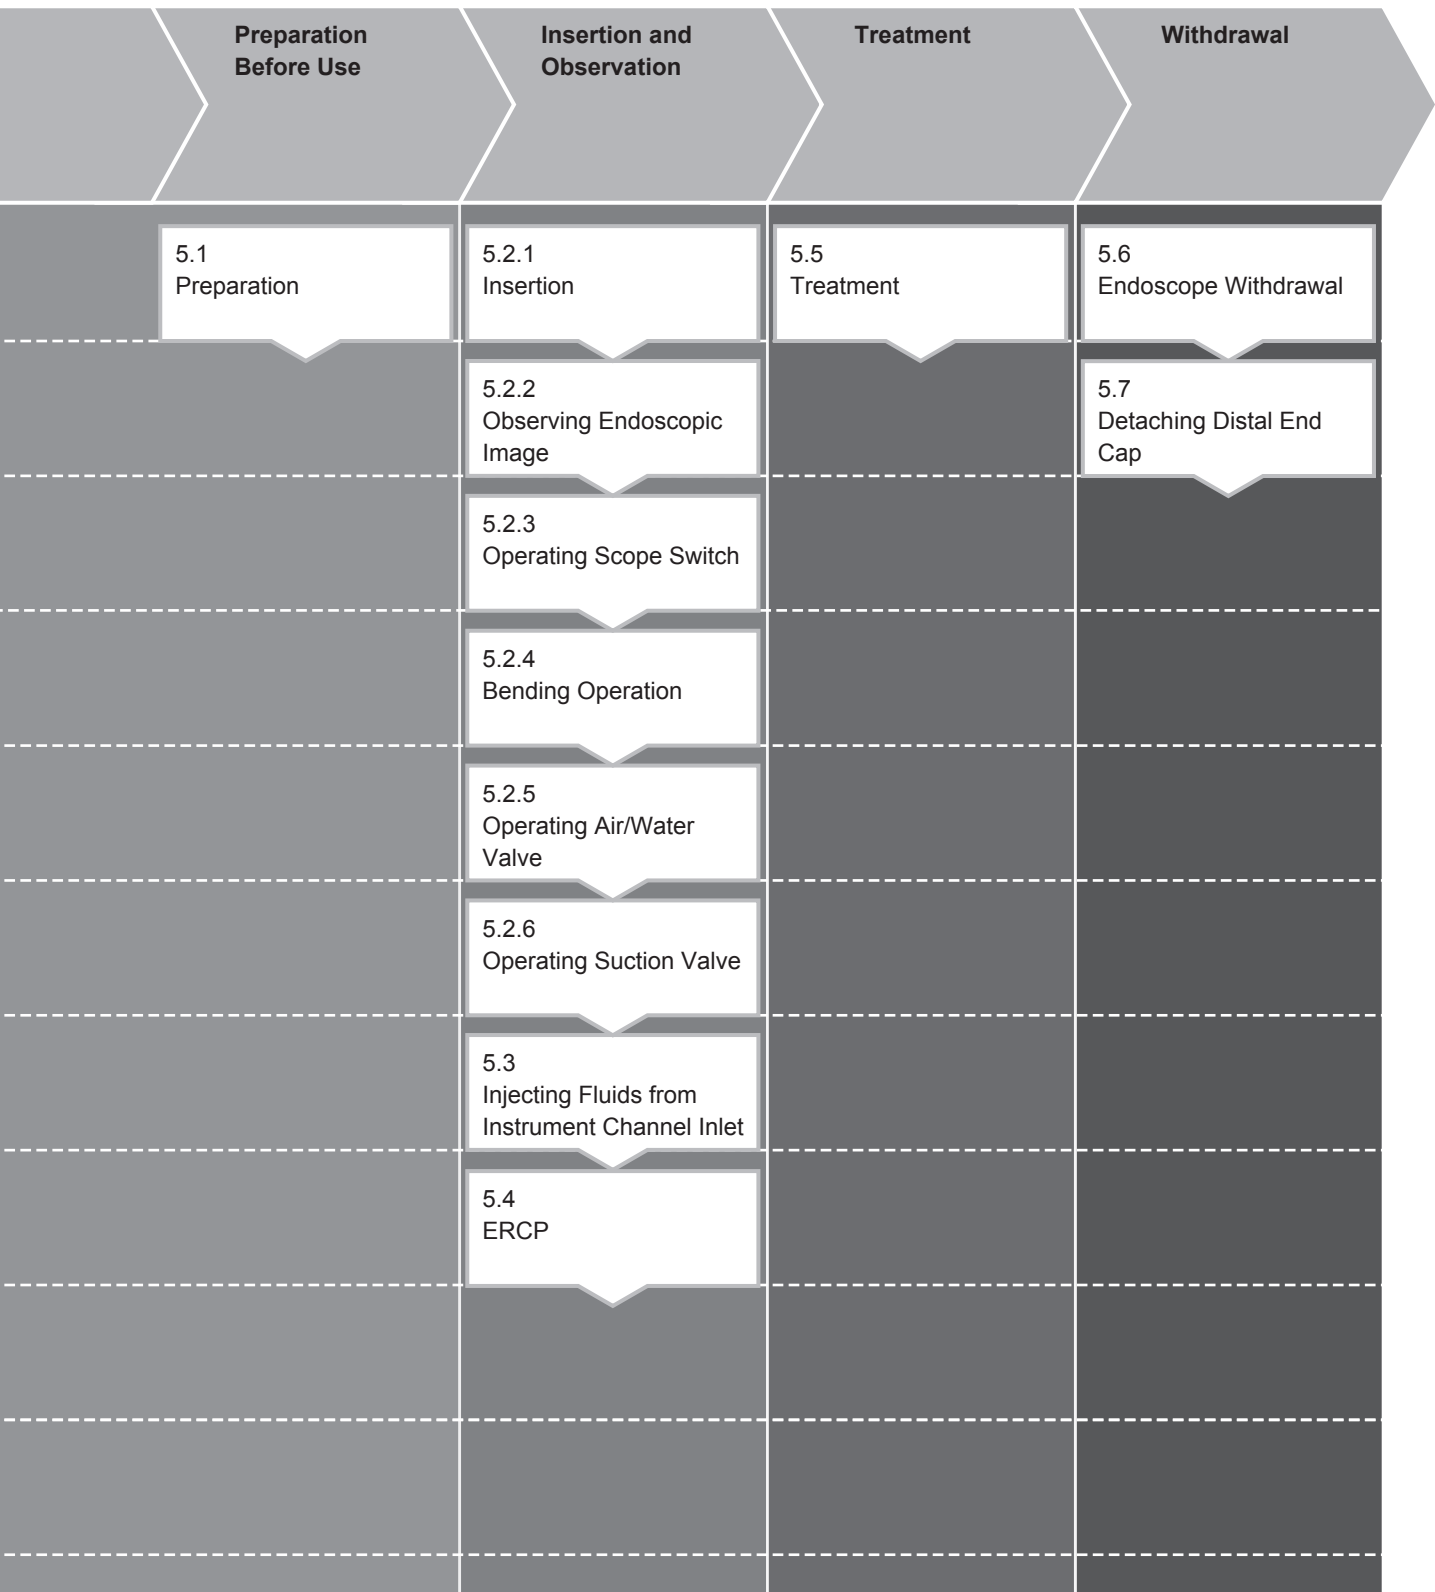 Preparation
Before Use
Insertion and
Observation
Treatment
Withdrawal
5.1
Preparation
5.2.1
Insertion
5.2.2
Observing Endoscopic
Image
5.2.3
Operating Scope Switch
5.2.4
Bending Operation
5.2.5
Operating Air/Water
Valve
5.2.6
Operating Suction Valve
5.3
Injecting Fluids from
Instrument Channel Inlet
5.4
ERCP
5.5
Treatment
5.6
Endoscope Withdrawal
5.7
Detaching Distal End
Cap